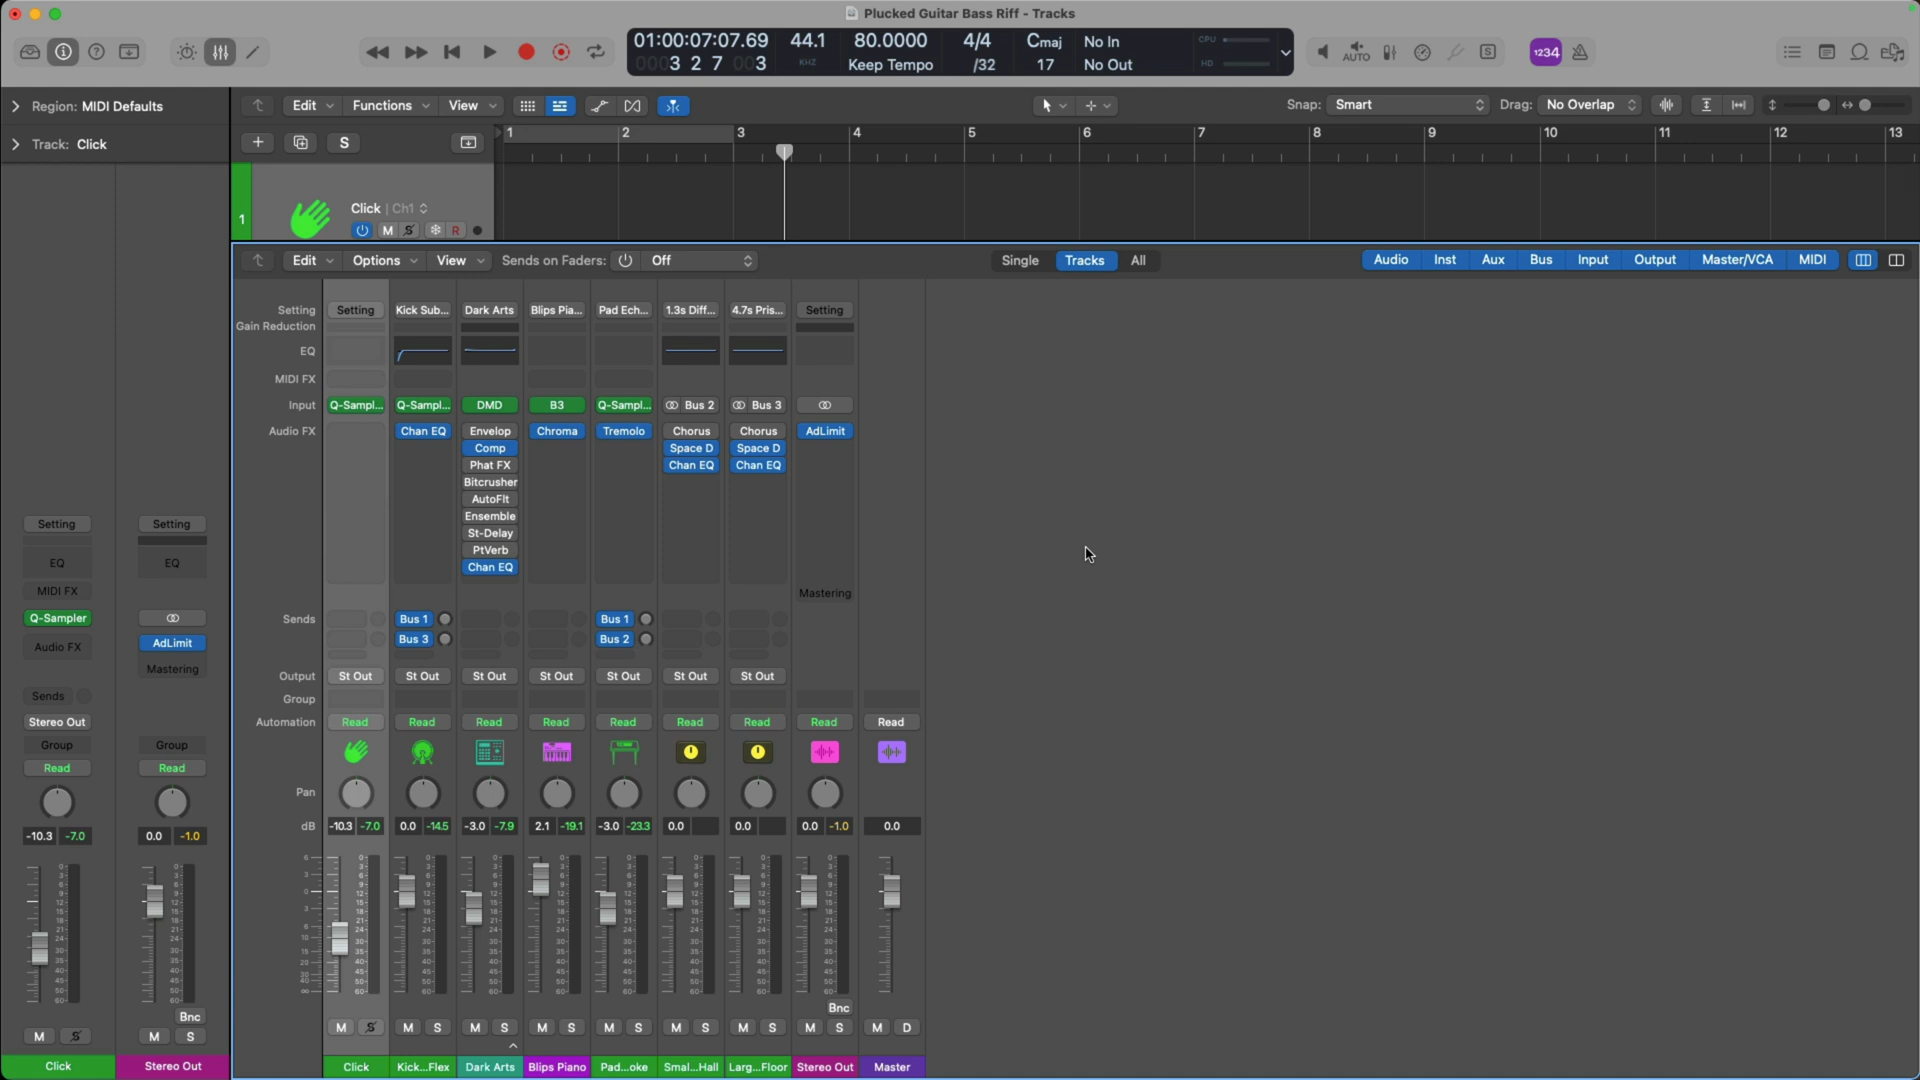 Plucked Guitar Bass Riff - Tracks
01:00:07:07.69 44.1 80.0000 4/4 Cmaj No In CPU
0003 2 7 003 KHZ Keep Tempo /32 17 No Out HD
AUTO S 1234
Region: MIDI Defaults
Edit Functions View Snap: Smart Drag: No Overlap
Track: Click
S
1 2 3 4 5 6 7 8 9 10 11 12 13
1 Click | Ch1
M S R
Edit Options View Sends on Faders: Off Single Tracks All Audio Inst Aux Bus Input Output Master/VCA MIDI
Setting Setting Kick Sub... Dark Arts Blips Pia... Pad Ech... 1.3s Diff... 4.7s Pris... Setting
Gain Reduction
EQ
MIDI FX
Input Q-Sampl... Q-Sampl... DMD B3 Q-Sampl... Bus 2 Bus 3
Audio FX Chan EQ Envelop Chroma Tremolo Chorus Chorus AdLimit
Comp Space D Space D
Phat FX Chan EQ Chan EQ
Bitcrusher
AutoFlt
Ensemble
St-Delay
PtVerb
Chan EQ
Mastering
Sends Bus 1 Bus 1
Bus 3 Bus 2
Output St Out St Out St Out St Out St Out St Out St Out
Group
Automation Read Read Read Read Read Read Read Read Read
Pan
dB -10.3 -7.0 0.0 -14.5 -3.0 -7.9 2.1 -19.1 -3.0 -23.3 0.0 0.0 0.0 -1.0 0.0
Bnc
M S M S M S M S M S M S M S M S M D
Click Kick...Flex Dark Arts Blips Piano Pad...oke Smal...Hall Larg...Floor Stereo Out Master
Setting Setting
EQ EQ
MIDI FX
Q-Sampler
Audio FX AdLimit
Mastering
Sends
Stereo Out
Group Group
Read Read
-10.3 -7.0 0.0 -1.0
Bnc
M S M S
Click Stereo Out